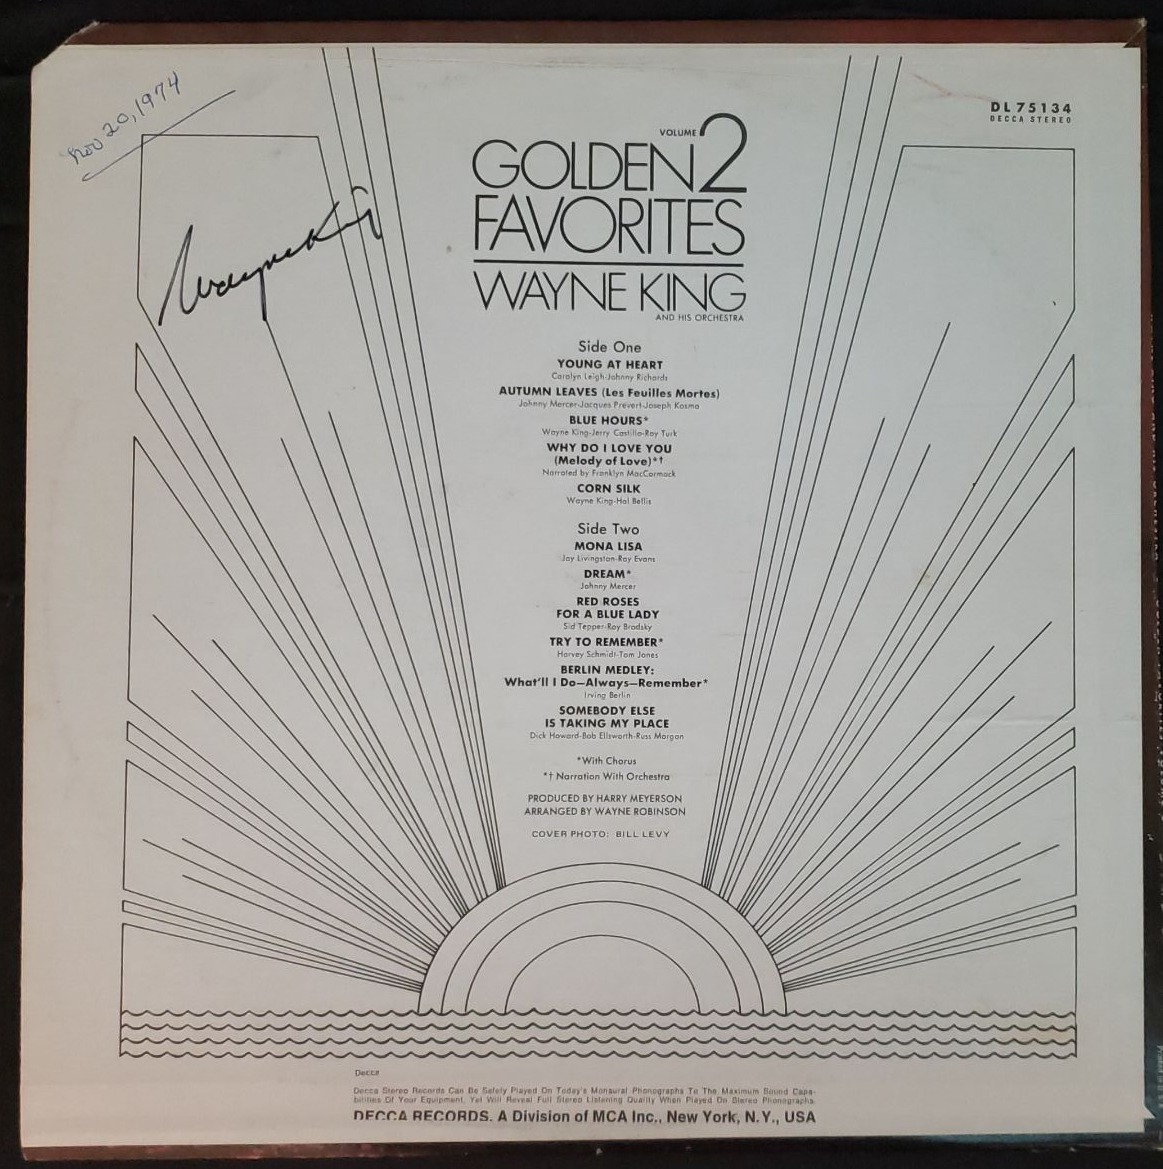 Nov 20, 1974
Wayne King
DL 75134
DECCA STEREO
VOLUME 2
GOLDEN
FAVORITES
WAYNE KING
AND HIS ORCHESTRA
Side One
YOUNG AT HEART
Carolyn Leigh-Johnny Richards
AUTUMN LEAVES (Les Feuilles Mortes)
Johnny Mercer-Jacques Prevert-Joseph Kosma
BLUE HOURS*
Wayne King-Jerry Castillo-Roy Turk
WHY DO I LOVE YOU
(Melody of Love)*†
Narrated by Franklyn MacCormack
CORN SILK
Wayne King-Hal Bellis
Side Two
MONA LISA
Jay Livingston-Ray Evans
DREAM*
Johnny Mercer
RED ROSES
FOR A BLUE LADY
Sid Tepper-Roy Brodsky
TRY TO REMEMBER*
Harvey Schmidt-Tom Jones
BERLIN MEDLEY:
What'll I Do—Always—Remember*
Irving Berlin
SOMEBODY ELSE
IS TAKING MY PLACE
Dick Howard-Bob Ellsworth-Russ Morgan
*With Chorus
*† Narration With Orchestra
PRODUCED BY HARRY MEYERSON
ARRANGED BY WAYNE ROBINSON
COVER PHOTO: BILL LEVY
Decca
Decca Stereo Records Can Be Safely Played On Today's Monaural Phonographs To The Maximum Sound Capa-
bilities Of Your Equipment, Yet Will Reveal Full Stereo Listening Quality When Played On Stereo Phonographs.
DECCA RECORDS. A Division of MCA Inc., New York, N.Y., USA